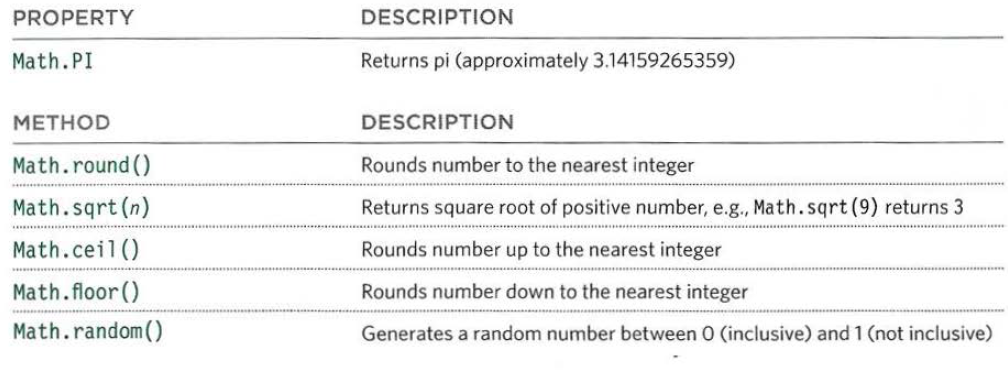 PROPERTY DESCRIPTION
Math.PI Returns pi (approximately 3.14159265359)
METHOD DESCRIPTION
Math.round() Rounds number to the nearest integer
Math.sqrt(n) Returns square root of positive number, e.g., Math.sqrt(9) returns 3
Math.ceil() Rounds number up to the nearest integer
Math.floor() Rounds number down to the nearest integer
Math.random() Generates a random number between 0 (inclusive) and 1 (not inclusive)